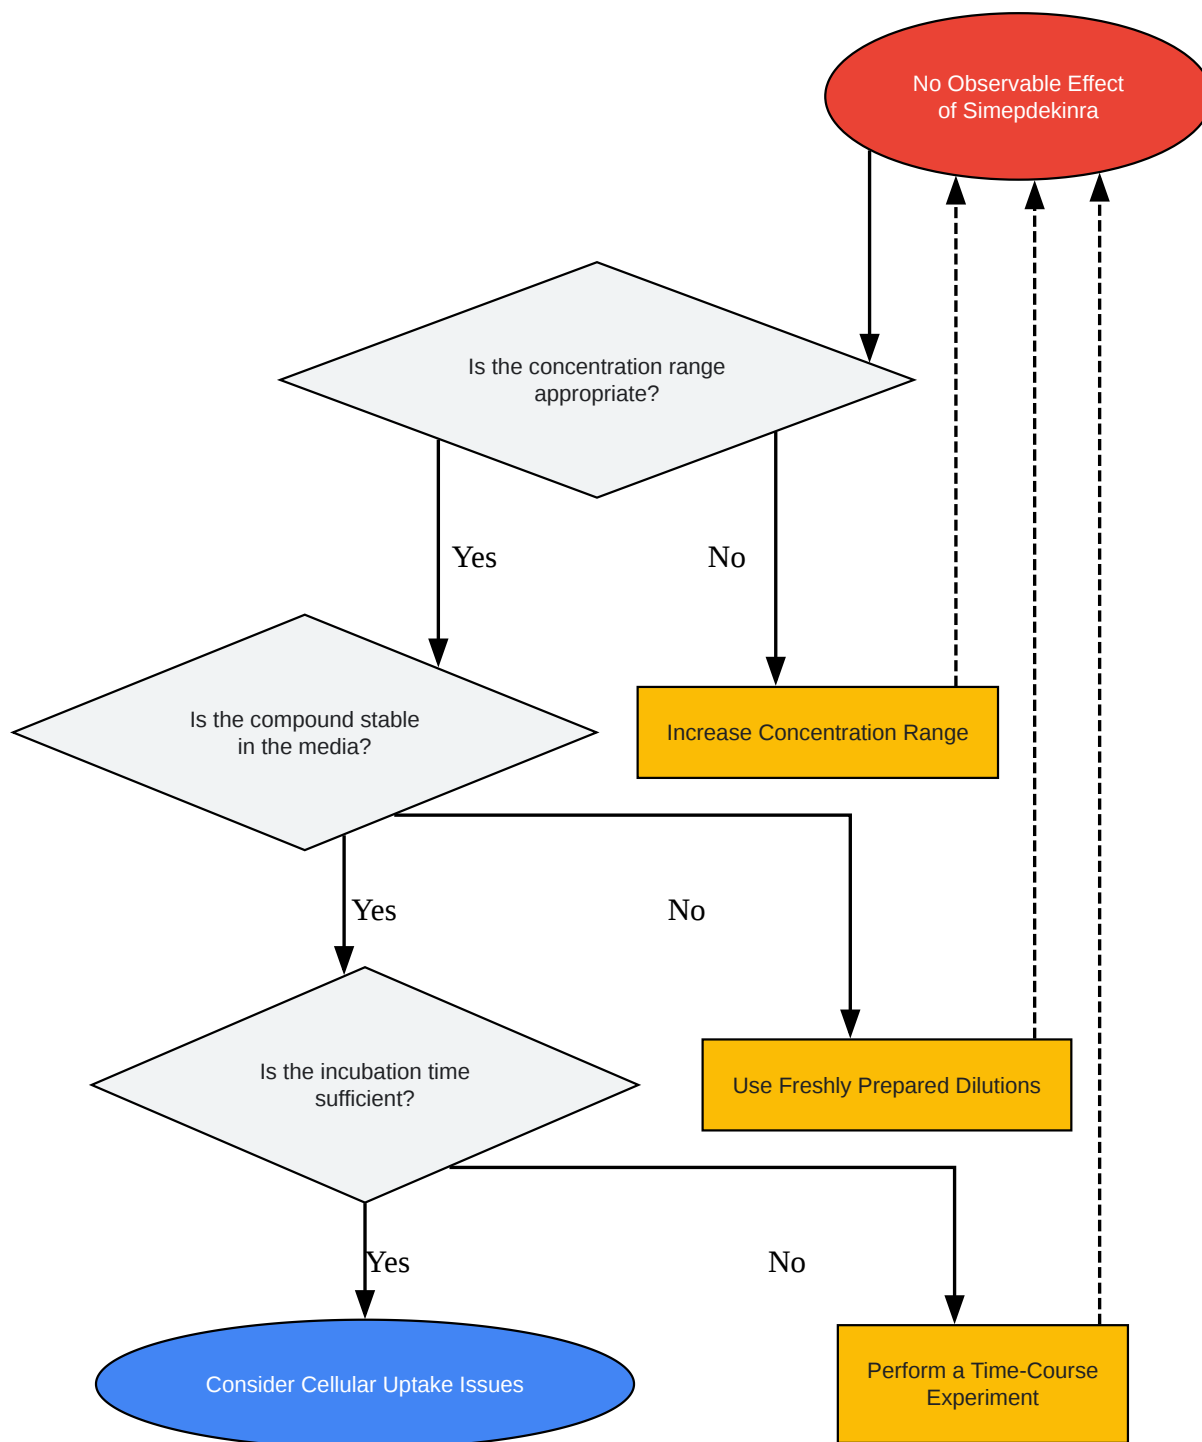 No Observable Effect
of Simepdekinra
Is the concentration range
appropriate?
Yes
No
Is the compound stable
in the media?
Increase Concentration Range
Yes
No
Is the incubation time
sufficient?
Use Freshly Prepared Dilutions
Yes
No
Consider Cellular Uptake Issues
Perform a Time-Course
Experiment